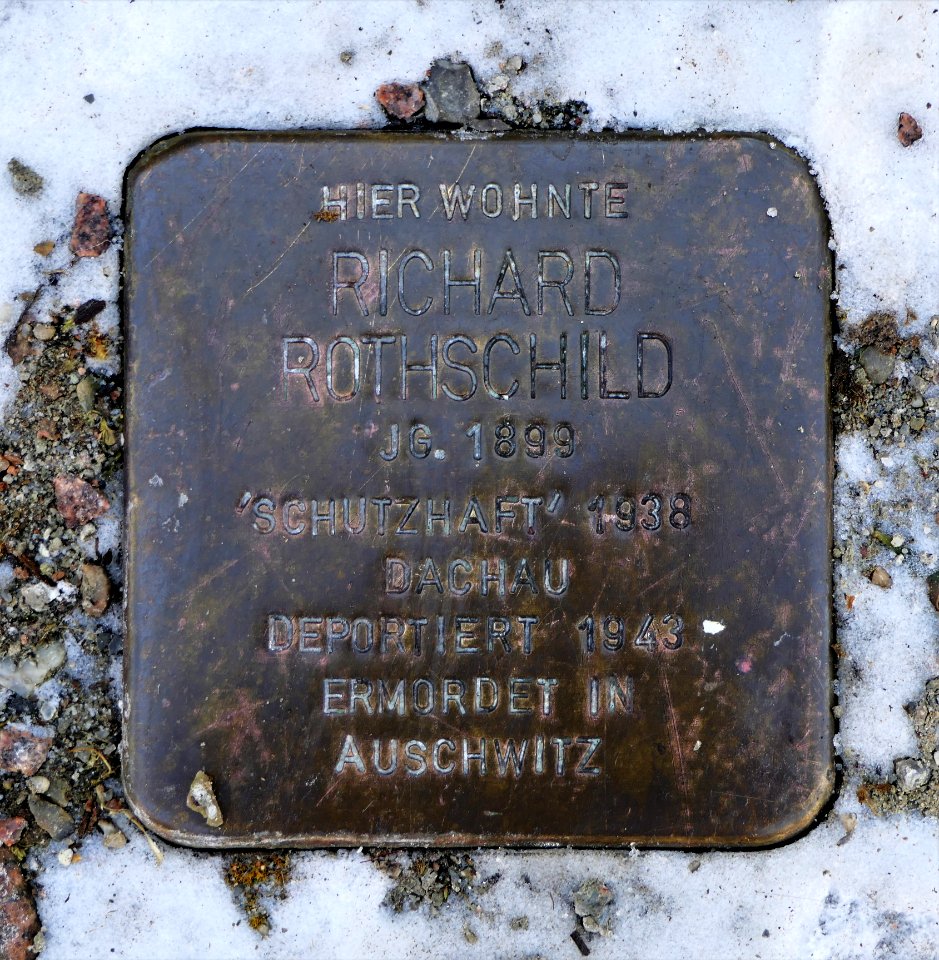 HIER WOHNTE
RICHARD
ROTHSCHILD
JG. 1899
'SCHUTZHAFT' 1938
DACHAU
DEPORTIERT 1943
ERMORDET IN
AUSCHWITZ